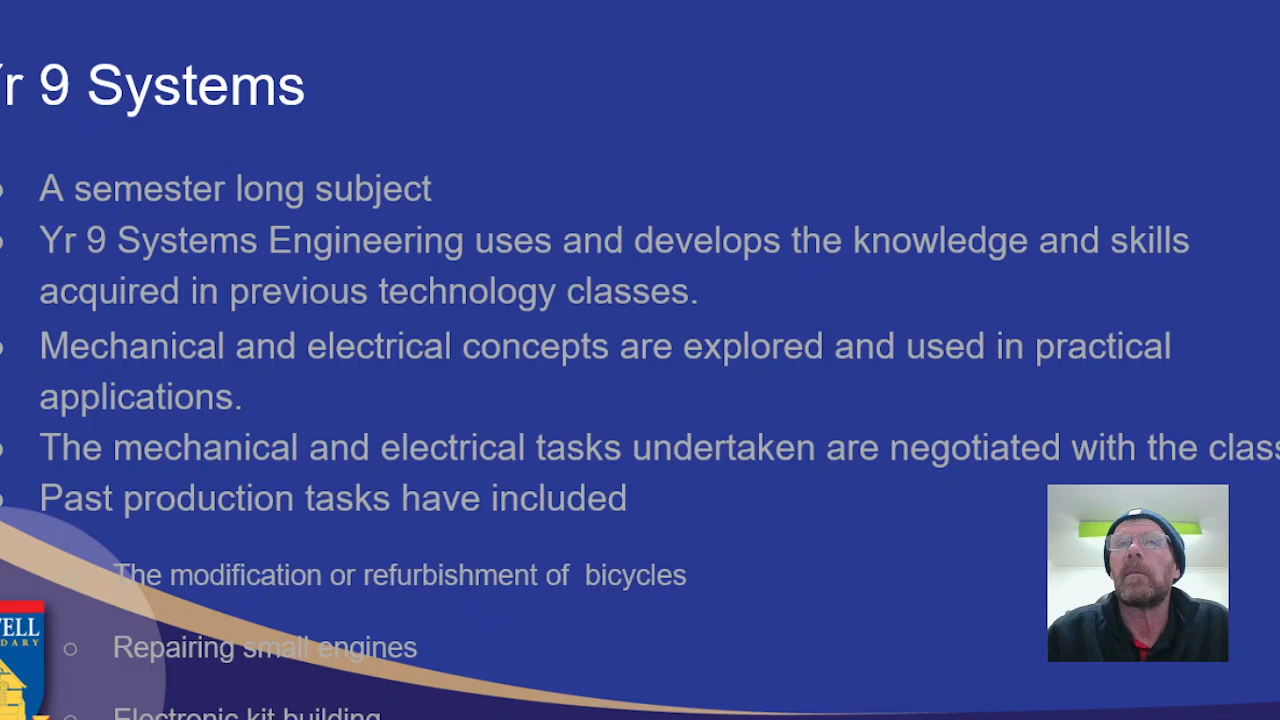 Yr 9 Systems
A semester long subject
Yr 9 Systems Engineering uses and develops the knowledge and skills
acquired in previous technology classes.
Mechanical and electrical concepts are explored and used in practical
applications.
The mechanical and electrical tasks undertaken are negotiated with the class
Past production tasks have included
The modification or refurbishment of bicycles
Repairing small engines
Electronic kit building